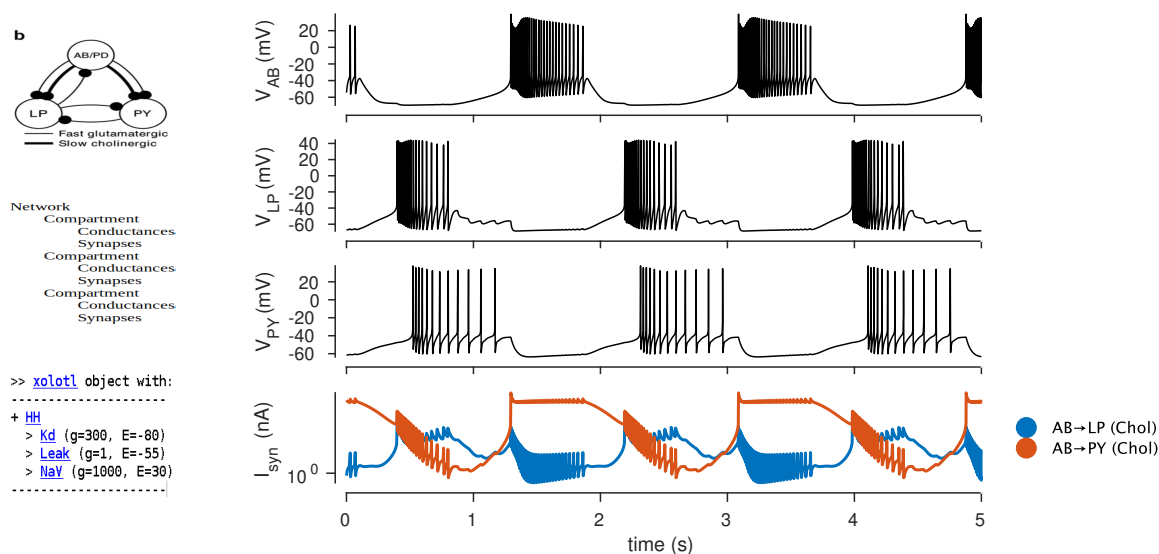 b
AB/PD
LP
PY
Fast glutamatergic
Slow cholinergic
Network
Compartment
Conductances
Synapses
Compartment
Conductances
Synapses
Compartment
Conductances
Synapses
>> xolotl object with:
---------------------
+ HH
> Kd (g=300, E=-80)
> Leak (g=1, E=-55)
> NaV (g=1000, E=30)
---------------------
V_AB (mV)
20
0
-20
-40
-60
V_LP (mV)
40
20
0
-20
-40
-60
V_PY (mV)
20
0
-20
-40
-60
I_syn (nA)
10^0
0 1 2 3 4 5
time (s)
AB→LP (Chol)
AB→PY (Chol)